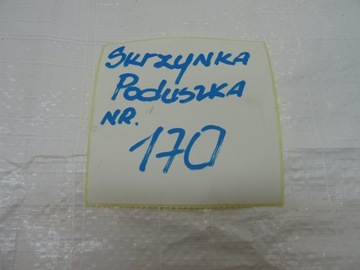 SKRZYNKA
PODUSZKA
NR.
170